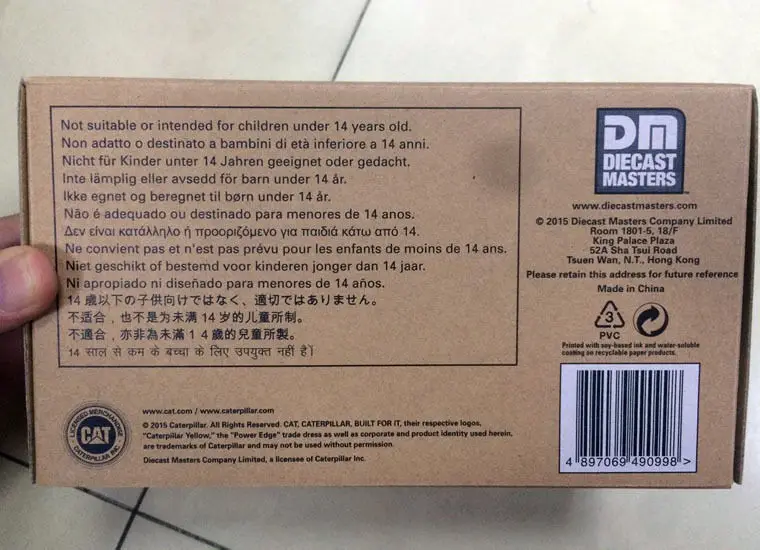 Not suitable or intended for children under 14 years old.
Non adatto o destinato a bambini di età inferiore a 14 anni.
Nicht für Kinder unter 14 Jahren geeignet oder gedacht.
Inte lämplig eller avsedd för barn under 14 år.
Ikke egnet og beregnet til børn under 14 år.
Não é adequado ou destinado para menores de 14 anos.
Δεν είναι κατάλληλο ή προοριζόμενο για παιδιά κάτω από 14.
Ne convient pas et n'est pas prévu pour les enfants de moins de 14 ans.
Niet geschikt of bestemd voor kinderen jonger dan 14 jaar.
Ni apropiado ni diseñado para menores de 14 años.
14 歳以下の子供向けではなく、適切ではありません。
不适合，也不是为未满 14 岁的儿童所制。
不適合，亦非為未滿 14 歲的兒童所製。
14 साल से कम के बच्चा के लिए उपयुक्त नहीं है।
DM
DIECAST
MASTERS
www.diecastmasters.com
© 2015 Diecast Masters Company Limited
Room 1801-5, 18/F
King Palace Plaza
52A Sha Tsui Road
Tsuen Wan, N.T., Hong Kong
Please retain this address for future reference
Made in China
3
PVC
Printed with soy-based ink and water-soluble
coating on recyclable paper products.
4 897069 490998 >
LICENSED MERCHANDISE
CAT
CATERPILLAR INC.
www.cat.com / www.caterpillar.com
© 2015 Caterpillar. All Rights Reserved. CAT, CATERPILLAR, BUILT FOR IT, their respective logos,
"Caterpillar Yellow," the "Power Edge" trade dress as well as corporate and product identity used herein,
are trademarks of Caterpillar and may not be used without permission.
Diecast Masters Company Limited, a licensee of Caterpillar Inc.